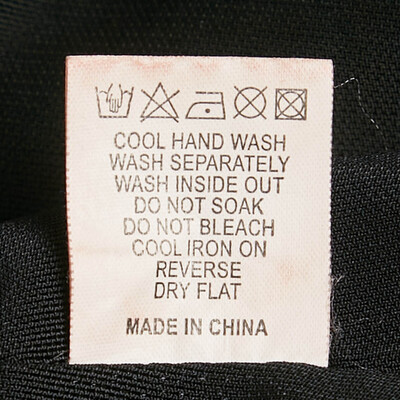 COOL HAND WASH
WASH SEPARATELY
WASH INSIDE OUT
DO NOT SOAK
DO NOT BLEACH
COOL IRON ON
REVERSE
DRY FLAT
MADE IN CHINA